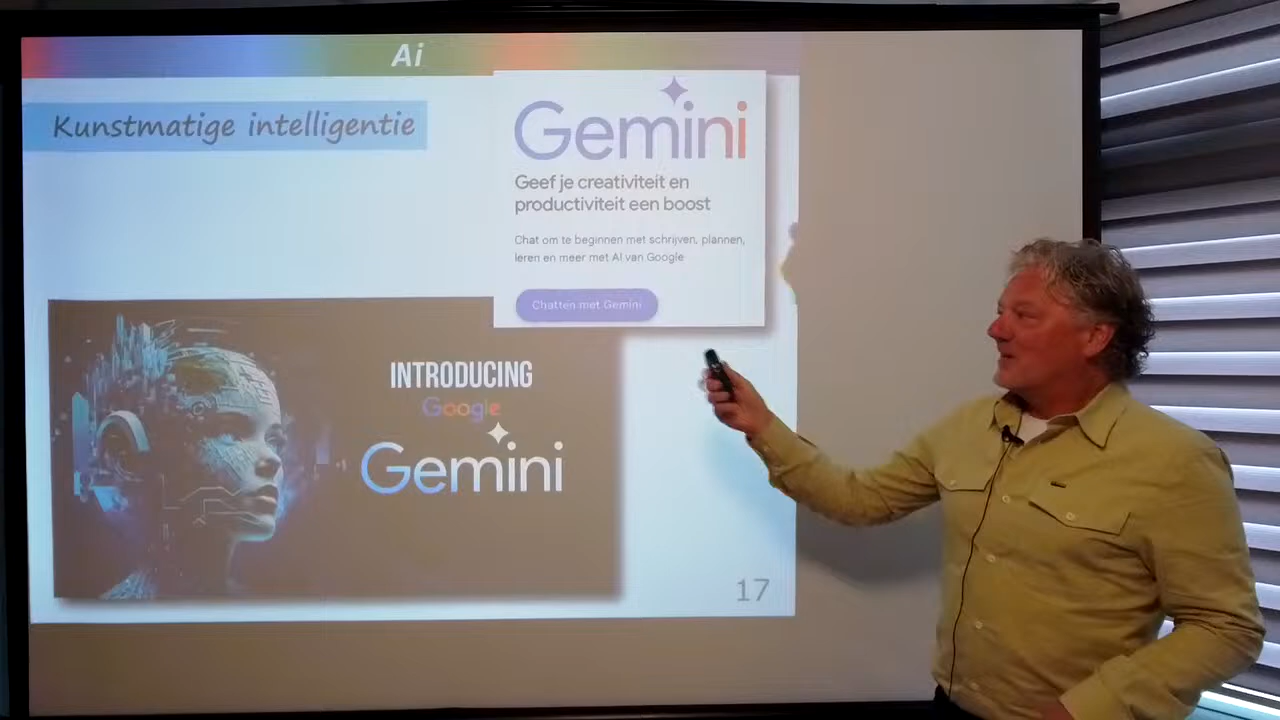 Ai
Kunstmatige intelligentie
Gemini
Geef je creativiteit en
productiviteit een boost
Chat om te beginnen met schrijven, plannen,
leren en meer met AI van Google
Chatten met Gemini
INTRODUCING
Google
Gemini
17